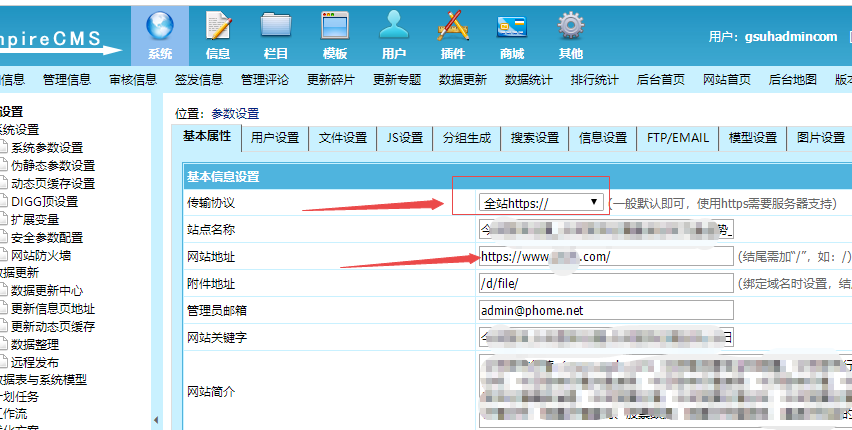 mpireCMS
系统 信息 栏目 模板 用户 插件 商城 其他
用户：gsuhadmincom
信息 管理信息 审核信息 签发信息 管理评论 更新碎片 更新专题 数据更新 数据统计 排行统计 后台首页 网站首页 后台地图 版本
设置
系统设置
系统参数设置
伪静态参数设置
动态页缓存设置
DIGG顶设置
扩展变量
安全参数配置
网站防火墙
数据更新
数据更新中心
更新信息页地址
更新动态页缓存
数据整理
远程发布
数据表与系统模型
计划任务
工作流
位置：参数设置
基本属性 用户设置 文件设置 JS设置 分组生成 搜索设置 信息设置 FTP/EMAIL 模型设置 图片设置
基本信息设置
传输协议 全站https:// (一般默认即可，使用https需要服务器支持)
站点名称 今 势_
网站地址 https://www. .com/ (结尾需加“/”，如：/)
附件地址 /d/file/ (绑定域名时设置，结
管理员邮箱 admin@phome.net
网站关键字 今 日
网站简介